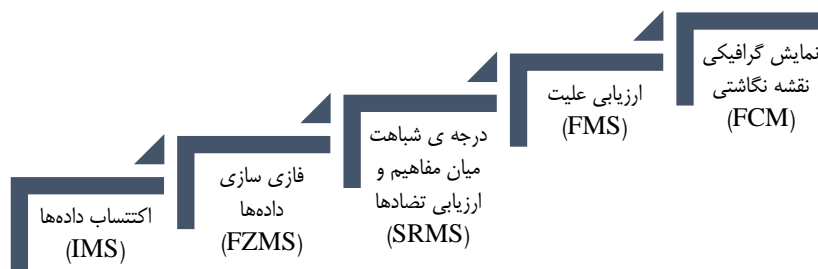 اکتتساب داده‌ها
(IMS)
فازی سازی
داده‌ها
(FZMS)
درجه ی شباهت
میان مفاهیم و
ارزیابی تضادها
(SRMS)
ارزیابی علیت
(FMS)
نمایش گرافیکی
نقشه نگاشتی
(FCM)